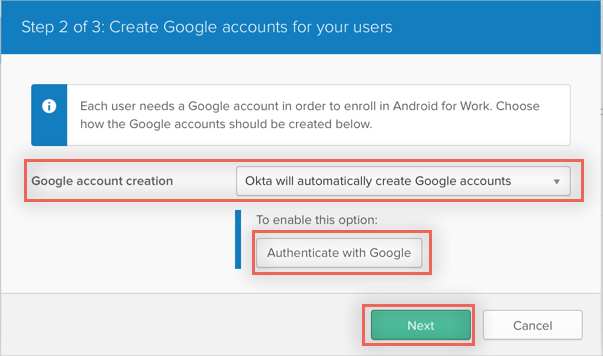 Step 2 of 3: Create Google accounts for your users
Each user needs a Google account in order to enroll in Android for Work. Choose
how the Google accounts should be created below.
Google account creation
Okta will automatically create Google accounts
To enable this option:
Authenticate with Google
Next
Cancel